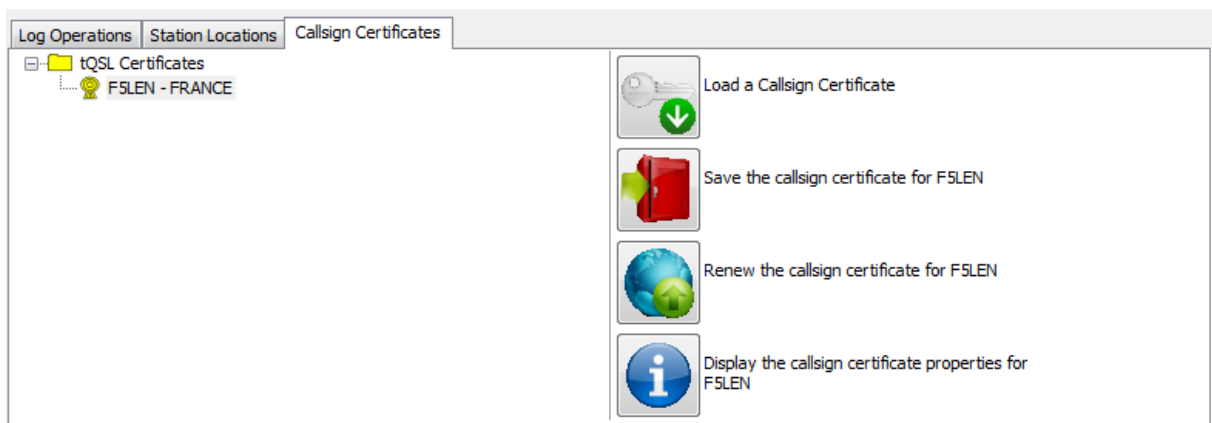 Log Operations Station Locations Callsign Certificates
tQSL Certificates
F5LEN - FRANCE
Load a Callsign Certificate
Save the callsign certificate for F5LEN
Renew the callsign certificate for F5LEN
Display the callsign certificate properties for
F5LEN